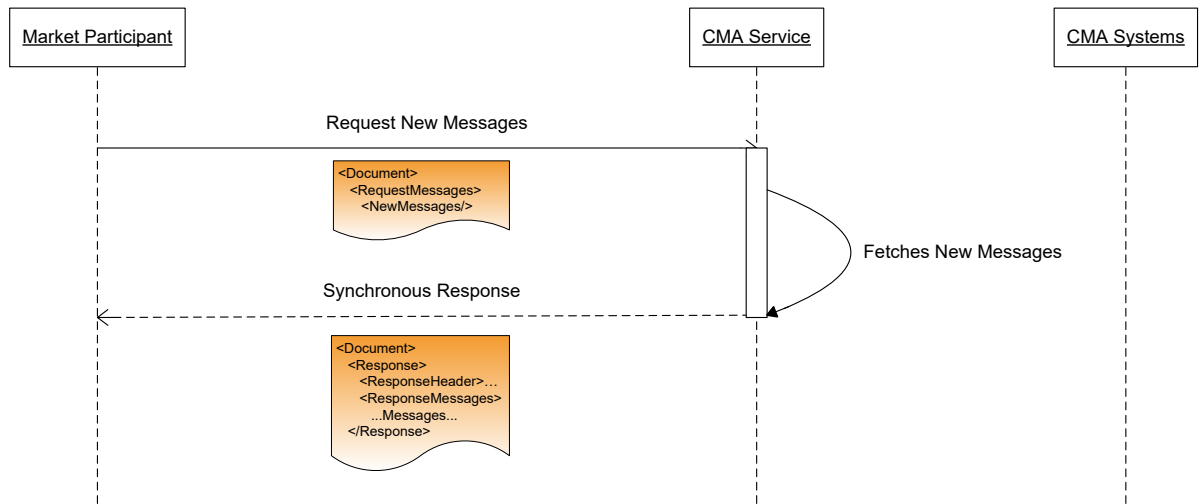 Market Participant
CMA Service
CMA Systems
Request New Messages
<Document>
<RequestMessages>
<NewMessages/>
Fetches New Messages
Synchronous Response
<Document>
<Response>
<ResponseHeader>…
<ResponseMessages>
...Messages...
</Response>